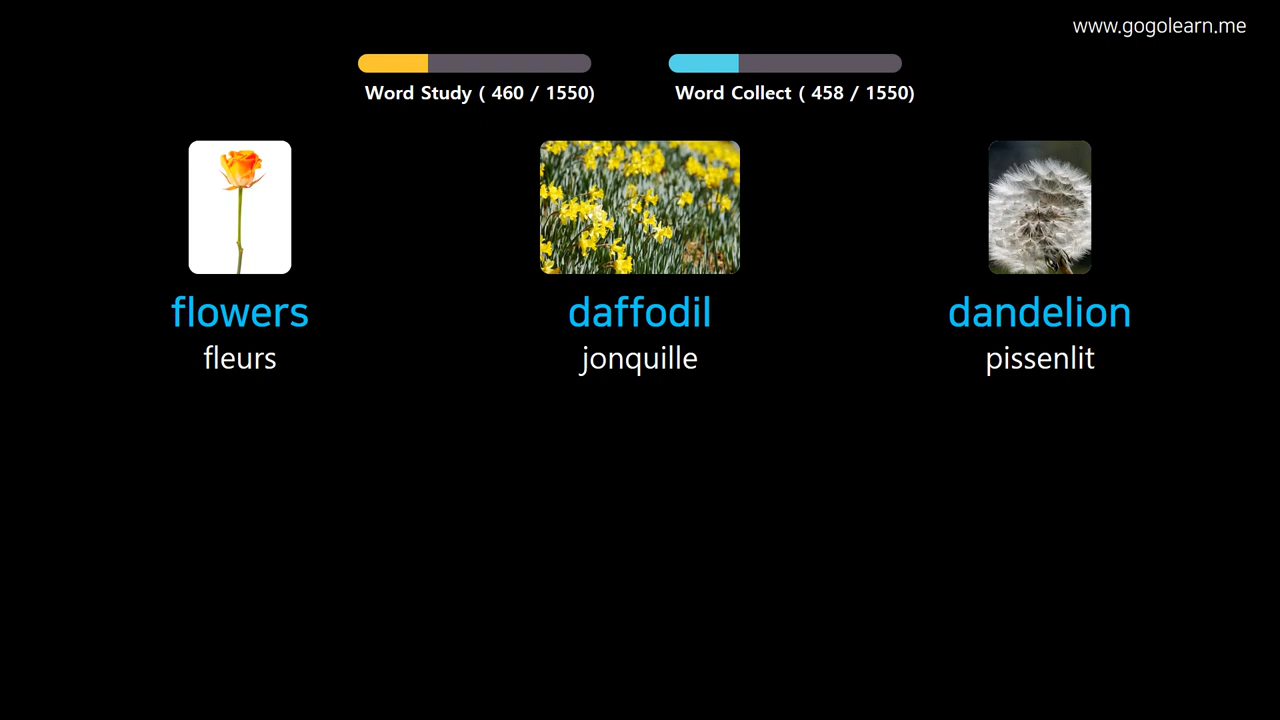 www.gogolearn.me
Word Study ( 460 / 1550)
Word Collect ( 458 / 1550)
flowers
daffodil
dandelion
fleurs
jonquille
pissenlit